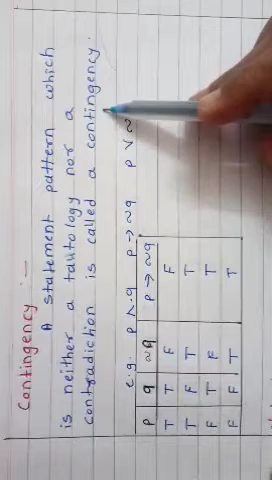 Contingency :-
A statement pattern which
is neither a tautology nor a
contradiction is called a contingency.
e.g. p ∧ q p → ~q p ∨ ~
p q ~q p → ~q
T T F F
T F T T
F T F T
F F T T